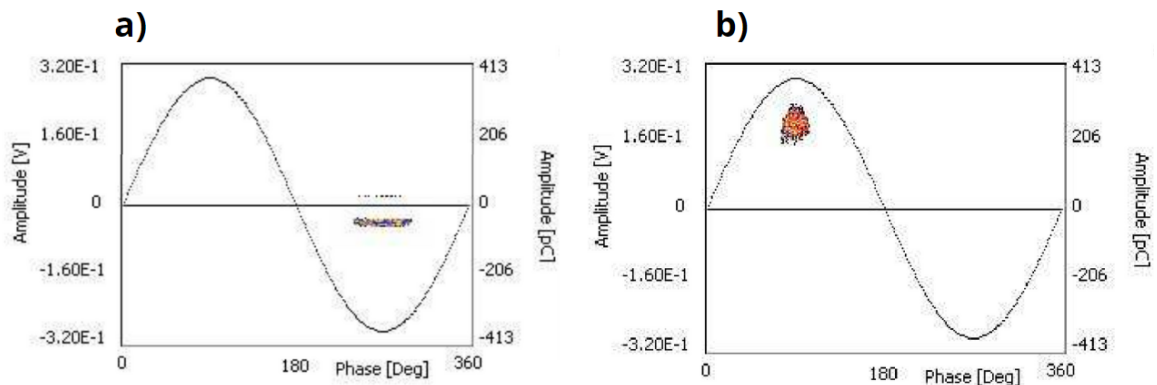 a)
3.20E-1
1.60E-1
0
-1.60E-1
-3.20E-1
Amplitude [V]
413
206
0
-206
-413
Amplitude [pC]
0
180
Phase [Deg]
360
b)
3.20E-1
1.60E-1
0
-1.60E-1
-3.20E-1
Amplitude [V]
413
206
0
-206
-413
Amplitude [pC]
0
180
Phase [Deg]
360